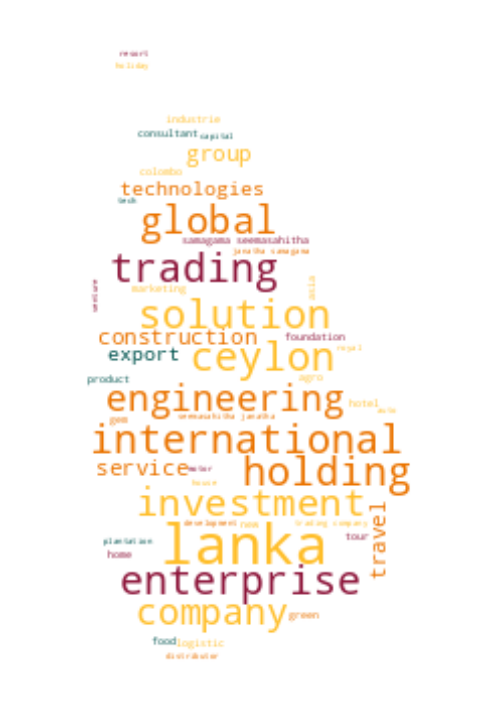 resort
holiday
industrie
consultant capital
group
colombo
technologies
tech
global
samagama seemasahitha
janatha samagama
trading
venture
marketing
asia
solution
construction foundation
export ceylon royal
product agro
engineering hotel
auto
gem seemasahitha janatha
international
service motor holding
house
investment
development new trading company
travel
lanka
plantation tour
home
enterprise
company green
food logistic
distributor